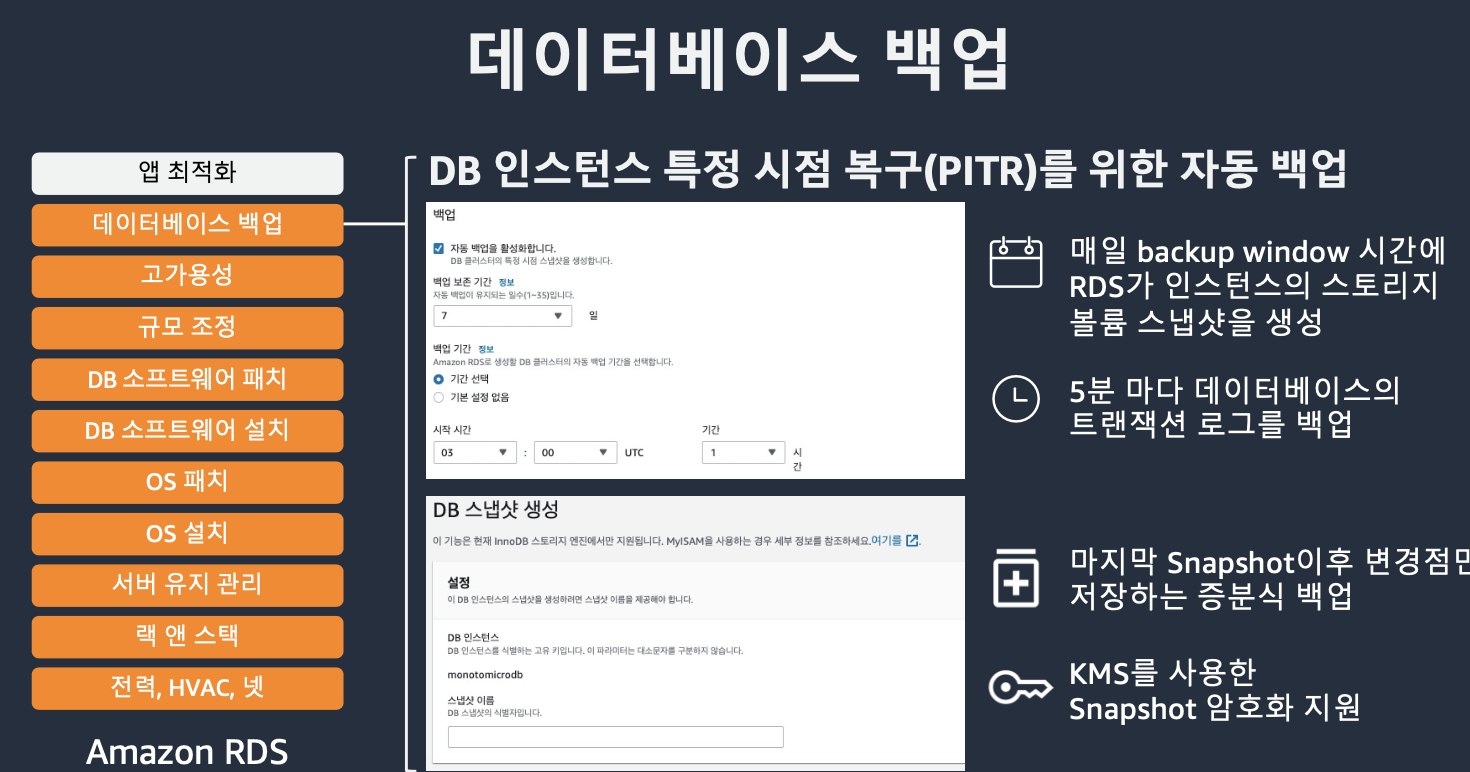 데이터베이스 백업
앱 최적화
데이터베이스 백업
고가용성
규모 조정
DB 소프트웨어 패치
DB 소프트웨어 설치
OS 패치
OS 설치
서버 유지 관리
랙 앤 스택
전력, HVAC, 넷
Amazon RDS
DB 인스턴스 특정 시점 복구(PITR)를 위한 자동 백업
백업
자동 백업을 활성화합니다.
DB 클러스터의 특정 시점 스냅샷을 생성합니다.
백업 보존 기간 정보
자동 백업이 유지되는 일수(1~35)입니다.
7 일
백업 기간 정보
Amazon RDS로 생성할 DB 클러스터의 자동 백업 기간을 선택합니다.
기간 선택
기본 설정 없음
시작 시간 기간
03 : 00 UTC 1 시
간
DB 스냅샷 생성
이 기능은 현재 InnoDB 스토리지 엔진에서만 지원됩니다. MyISAM을 사용하는 경우 세부 정보를 참조하세요.여기를 .
설정
이 DB 인스턴스의 스냅샷을 생성하려면 스냅샷 이름을 제공해야 합니다.
DB 인스턴스
DB 인스턴스를 식별하는 고유 키입니다. 이 파라미터는 대소문자를 구분하지 않습니다.
monotomicrodb
스냅샷 이름
DB 스냅샷의 식별자입니다.
매일 backup window 시간에
RDS가 인스턴스의 스토리지
볼륨 스냅샷을 생성
5분 마다 데이터베이스의
트랜잭션 로그를 백업
마지막 Snapshot이후 변경점만
저장하는 증분식 백업
KMS를 사용한
Snapshot 암호화 지원